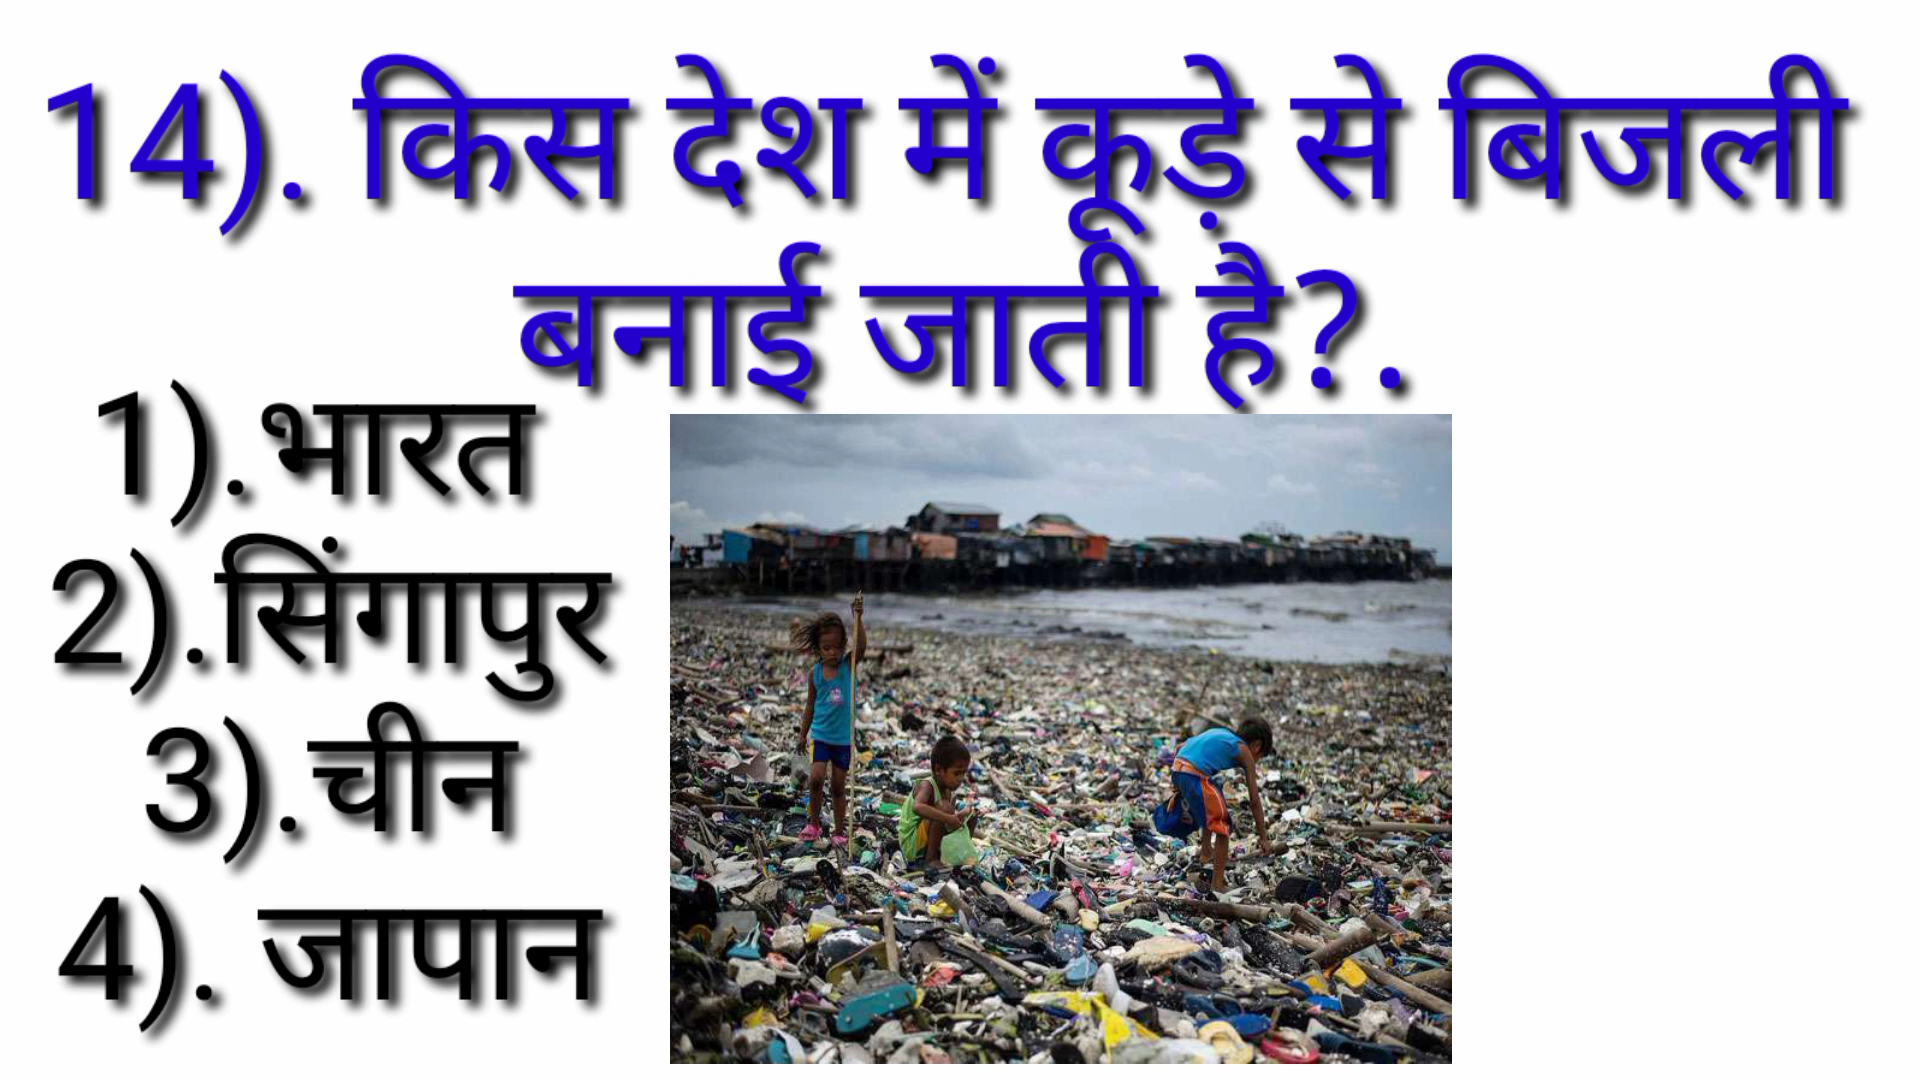 14). किस देश में कूड़े से बिजली
बनाई जाती है?.
1).भारत
2).सिंगापुर
3).चीन
4). जापान